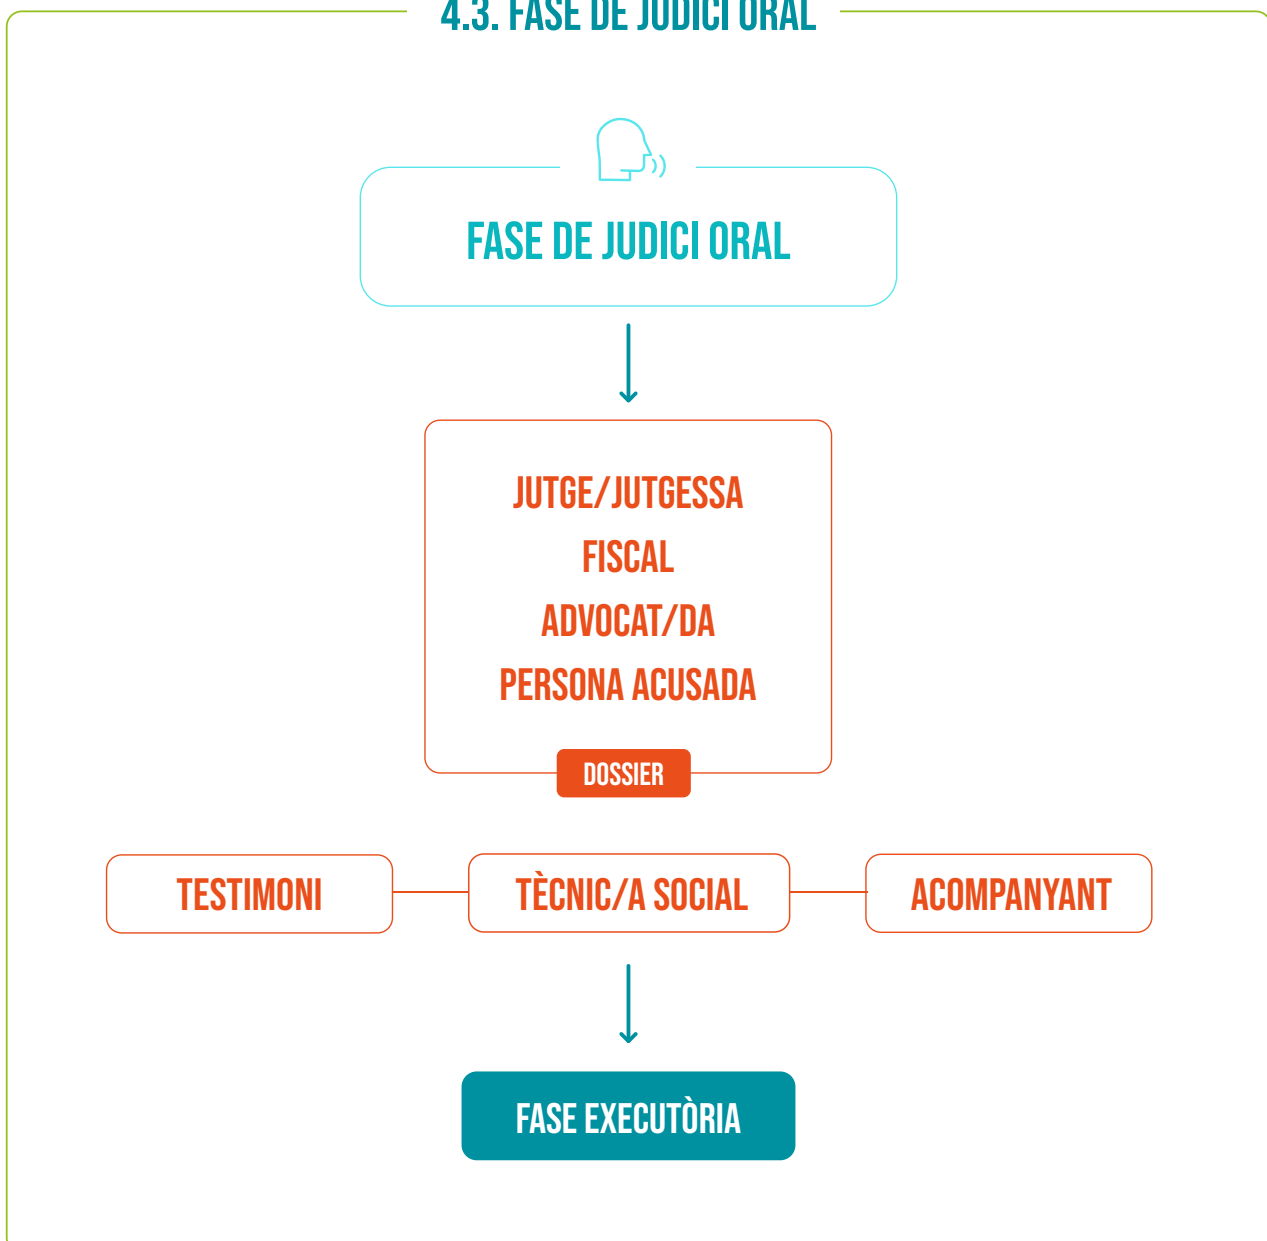 4.3. FASE DE JUDICI ORAL
FASE DE JUDICI ORAL
JUTGE/JUTGESSA
FISCAL
ADVOCAT/DA
PERSONA ACUSADA
DOSSIER
TESTIMONI
TÈCNIC/A SOCIAL
ACOMPANYANT
FASE EXECUTÒRIA